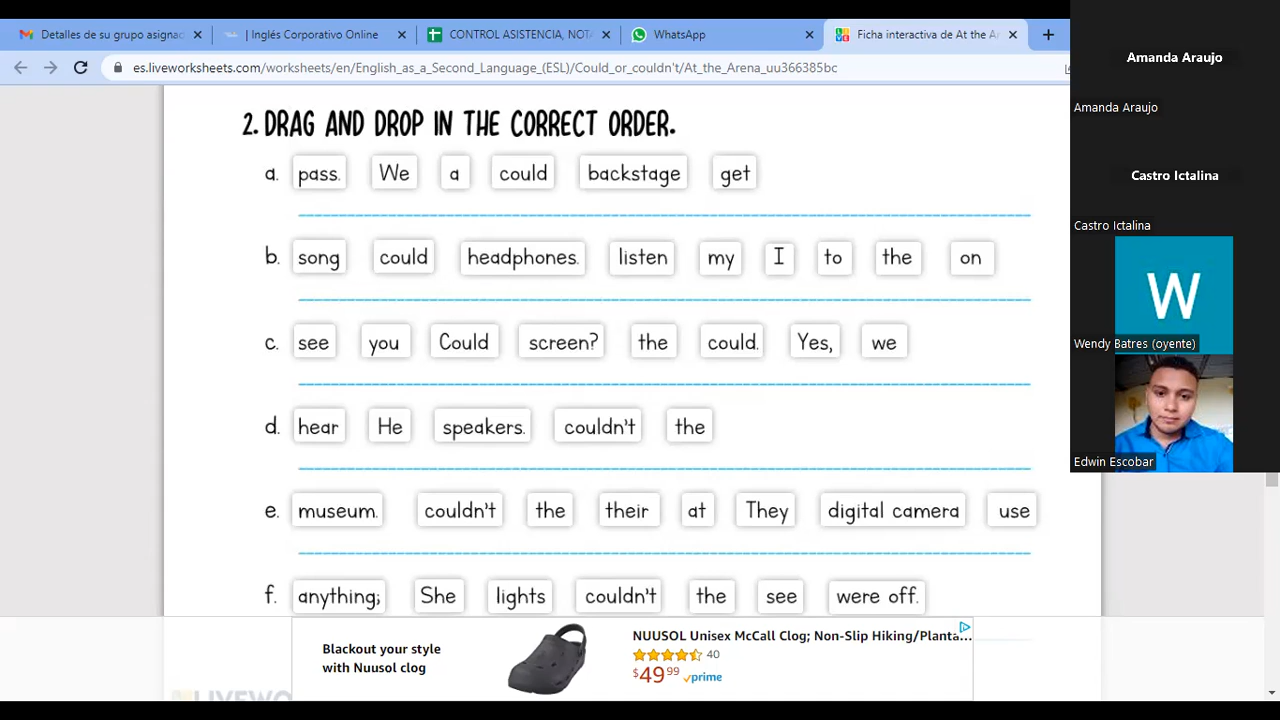 Detalles de su grupo asignac
| Inglés Corporativo Online
CONTROL ASISTENCIA, NOTA
WhatsApp
Ficha interactiva de At the Ar
es.liveworksheets.com/worksheets/en/English_as_a_Second_Language_(ESL)/Could_or_couldn't/At_the_Arena_uu366385bc
2. DRAG AND DROP IN THE CORRECT ORDER.
a. pass. We a could backstage get
b. song could headphones. listen my I to the on
c. see you Could screen? the could. Yes, we
d. hear He speakers. couldn't the
e. museum. couldn't the their at They digital camera use
f. anything; She lights couldn't the see were off.
Blackout your style
with Nuusol clog
NUUSOL Unisex McCall Clog; Non-Slip Hiking/Planta...
40
$49 99 prime
LIVEWO
Amanda Araujo
Amanda Araujo
Castro Ictalina
Castro Ictalina
W
Wendy Batres (oyente)
Edwin Escobar